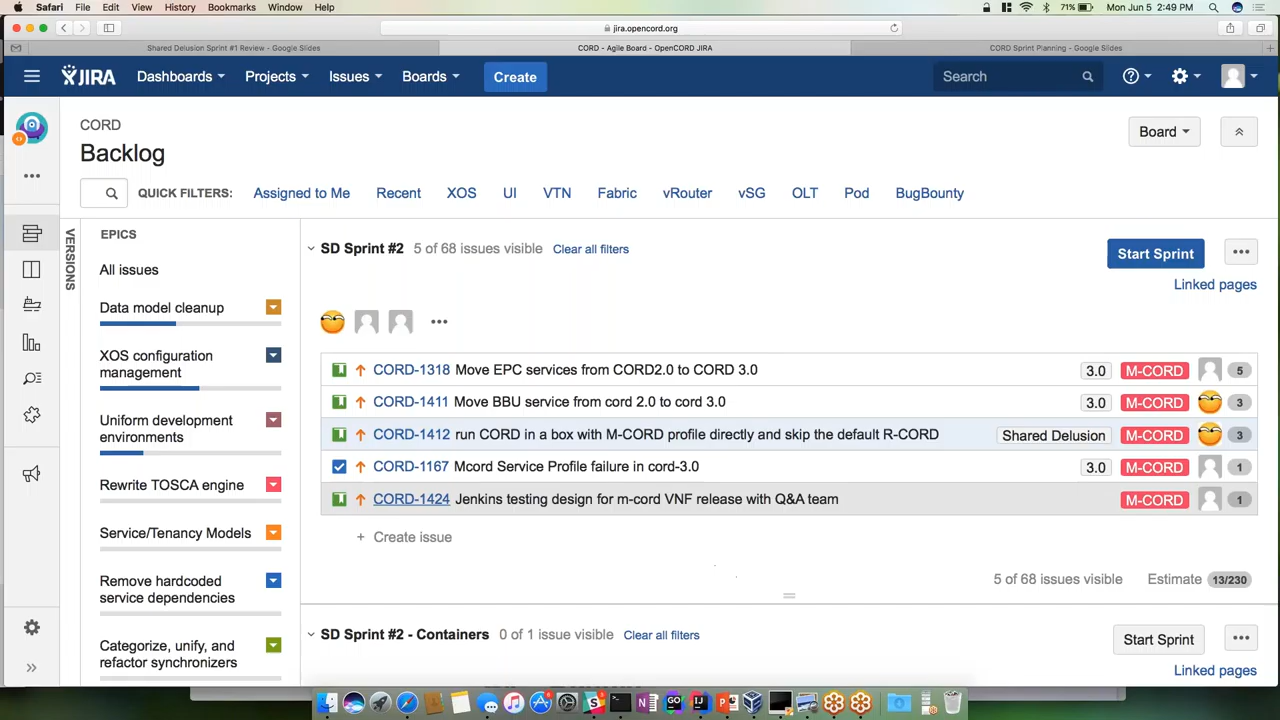 Safari File Edit View History Bookmarks Window Help 71% Mon Jun 5 2:49 PM
jira.opencord.org
Shared Delusion Sprint #1 Review - Google Slides CORD - Agile Board - OpenCORD JIRA CORD Sprint Planning - Google Slides
JIRA Dashboards Projects Issues Boards Create Search
CORD
Backlog
Board
QUICK FILTERS: Assigned to Me Recent XOS UI VTN Fabric vRouter vSG OLT Pod BugBounty
VERSIONS
EPICS
All issues
Data model cleanup
XOS configuration
management
Uniform development
environments
Rewrite TOSCA engine
Service/Tenancy Models
Remove hardcoded
service dependencies
Categorize, unify, and
refactor synchronizers
SD Sprint #2 5 of 68 issues visible Clear all filters Start Sprint
Linked pages
CORD-1318 Move EPC services from CORD2.0 to CORD 3.0 3.0 M-CORD 5
CORD-1411 Move BBU service from cord 2.0 to cord 3.0 3.0 M-CORD 3
CORD-1412 run CORD in a box with M-CORD profile directly and skip the default R-CORD Shared Delusion M-CORD 3
CORD-1167 Mcord Service Profile failure in cord-3.0 3.0 M-CORD 1
CORD-1424 Jenkins testing design for m-cord VNF release with Q&A team M-CORD 1
+ Create issue
5 of 68 issues visible Estimate 13/230
SD Sprint #2 - Containers 0 of 1 issue visible Clear all filters Start Sprint
Linked pages